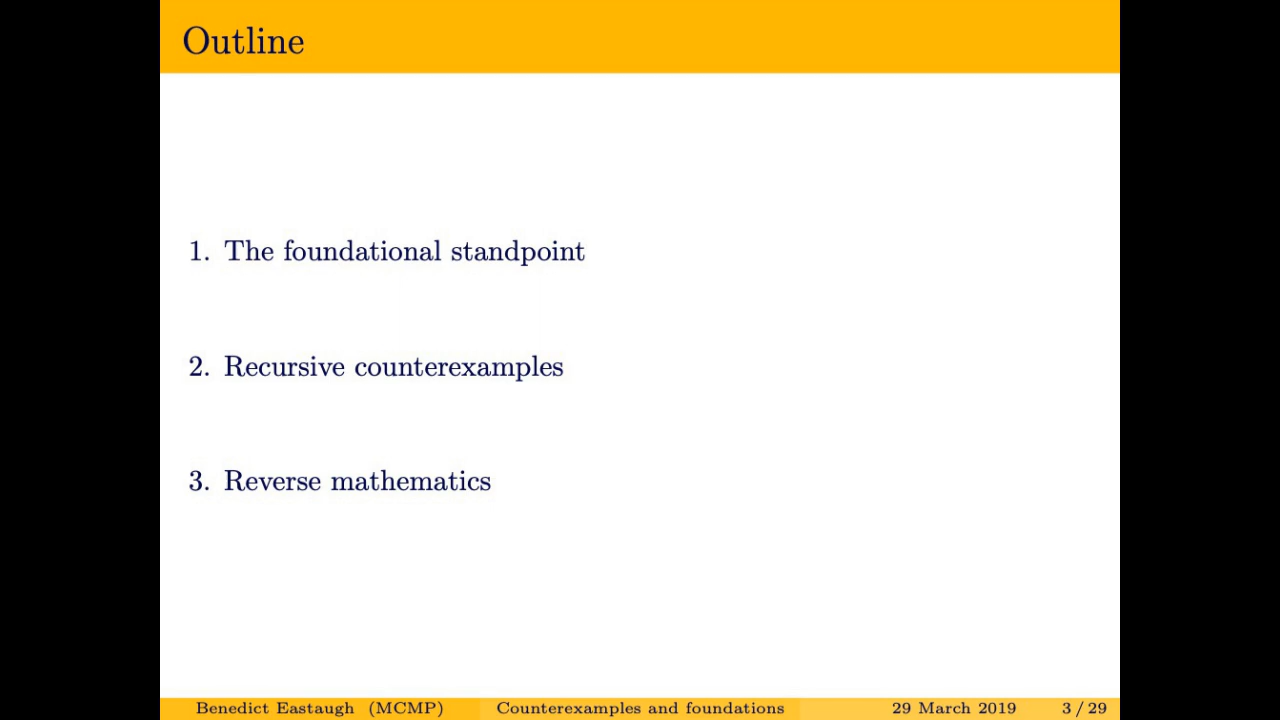 Outline
1. The foundational standpoint
2. Recursive counterexamples
3. Reverse mathematics
Benedict Eastaugh (MCMP) Counterexamples and foundations 29 March 2019 3 / 29